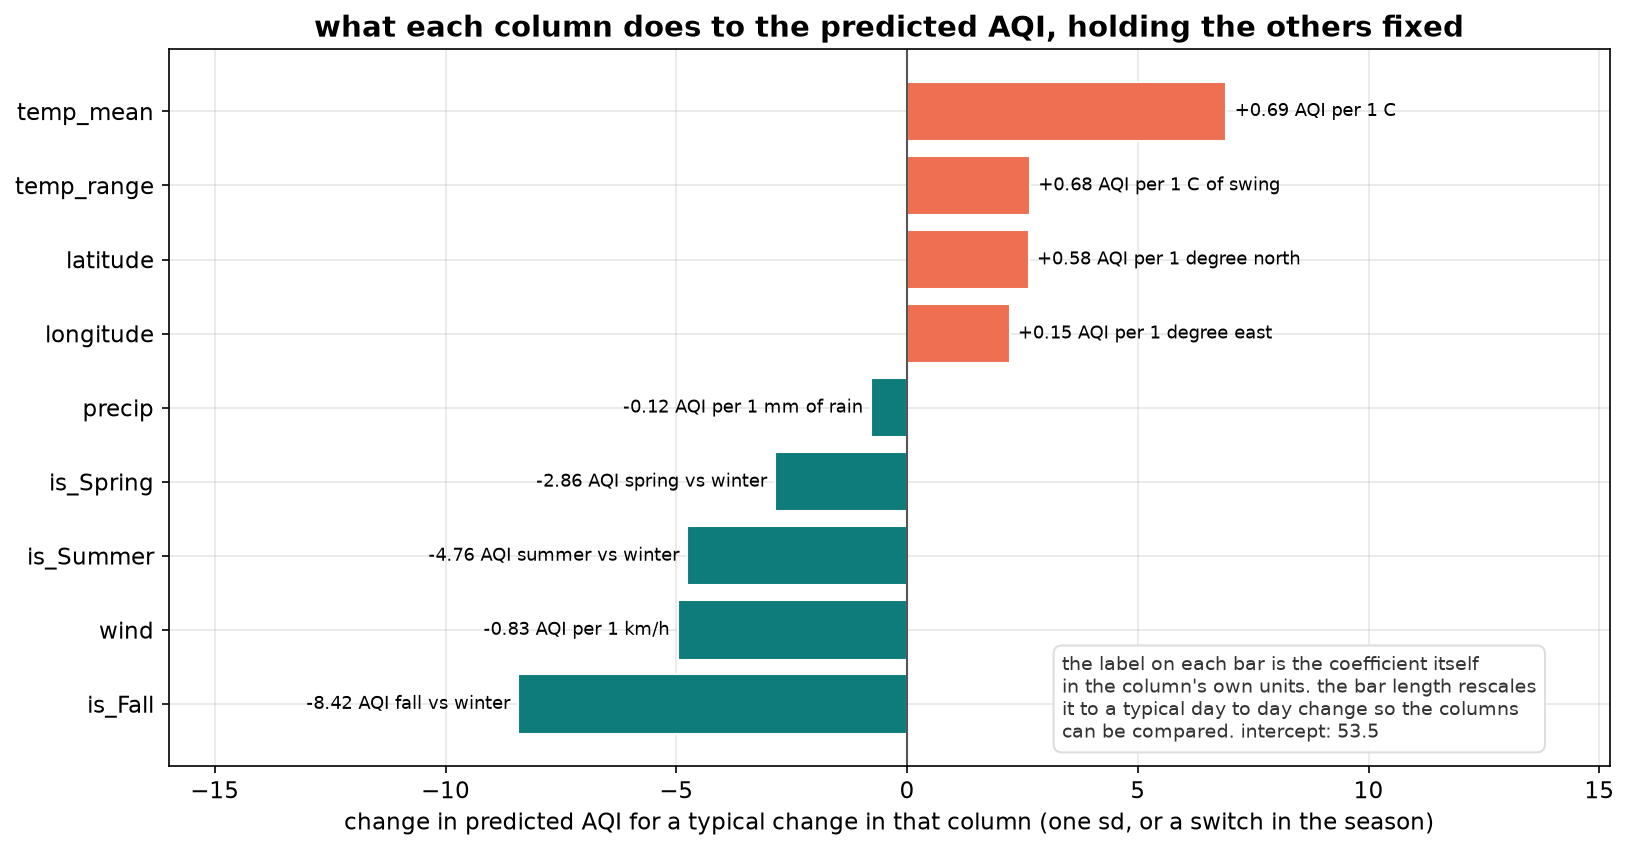 what each column does to the predicted AQI, holding the others fixed
temp_mean
+0.69 AQI per 1 C
temp_range
+0.68 AQI per 1 C of swing
latitude
+0.58 AQI per 1 degree north
longitude
+0.15 AQI per 1 degree east
precip
-0.12 AQI per 1 mm of rain
is_Spring
-2.86 AQI spring vs winter
is_Summer
-4.76 AQI summer vs winter
wind
-0.83 AQI per 1 km/h
is_Fall
-8.42 AQI fall vs winter
the label on each bar is the coefficient itself
in the column's own units. the bar length rescales
it to a typical day to day change so the columns
can be compared. intercept: 53.5
−15 −10 −5 0 5 10 15
change in predicted AQI for a typical change in that column (one sd, or a switch in the season)